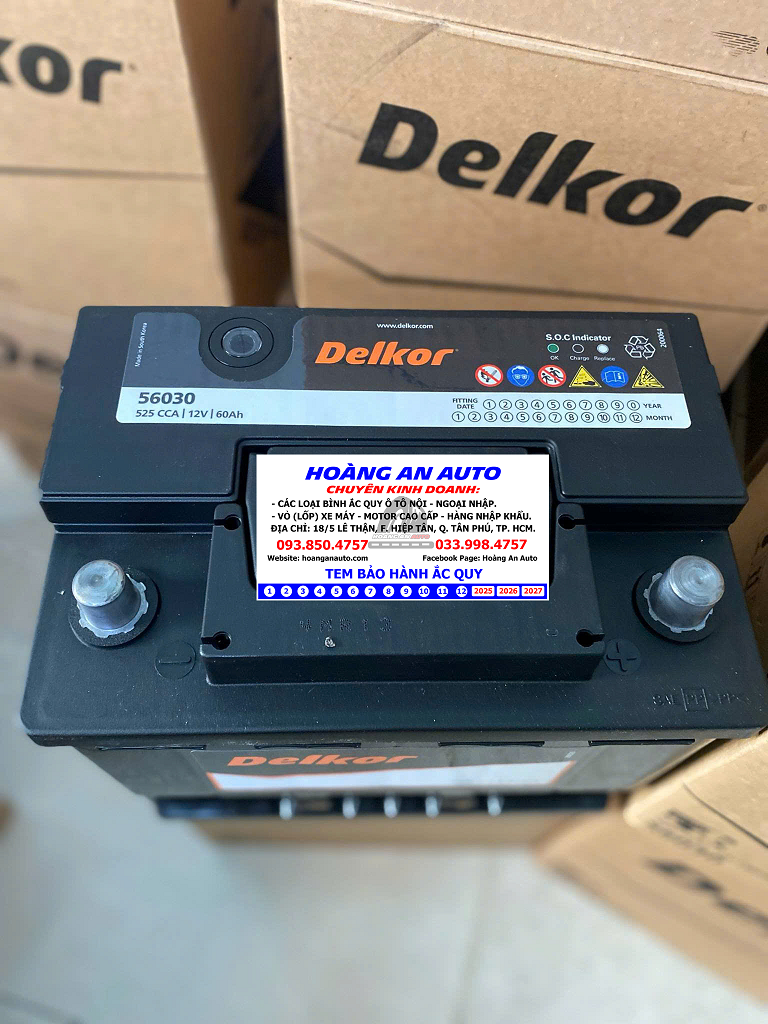 kor
Delkor
www.delkor.com
Made in South Korea
Delkor
S.O.C Indicator
OK Charge Replace
200064
56030
525 CCA | 12V | 60Ah
FITTING DATE
1 2 3 4 5 6 7 8 9 0 YEAR
1 2 3 4 5 6 7 8 9 10 11 12 MONTH
HOÀNG AN AUTO
CHUYÊN KINH DOANH:
- CÁC LOẠI BÌNH ẮC QUY Ô TÔ NỘI - NGOẠI NHẬP.
- VỎ (LỐP) XE MÁY - MOTOR CAO CẤP - HÀNG NHẬP KHẨU.
ĐỊA CHỈ: 18/5 LÊ THẬN, F. HIỆP TÂN, Q. TÂN PHÚ, TP. HCM.
093.850.4757 033.998.4757
Website: hoanganauto.com Facebook Page: Hoàng An Auto
TEM BẢO HÀNH ẮC QUY
1 2 3 4 5 6 7 8 9 10 11 12 2025 2026 2027
Delkor